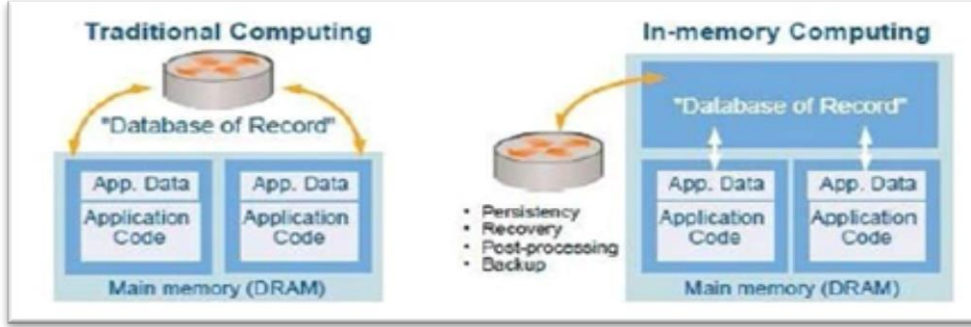 Traditional Computing
"Database of Record"
App. Data
Application
Code
App. Data
Application
Code
Main memory (DRAM)
In-memory Computing
"Database of Record"
• Persistency
• Recovery
• Post-processing
• Backup
App. Data
Application
Code
App. Data
Application
Code
Main memory (DRAM)